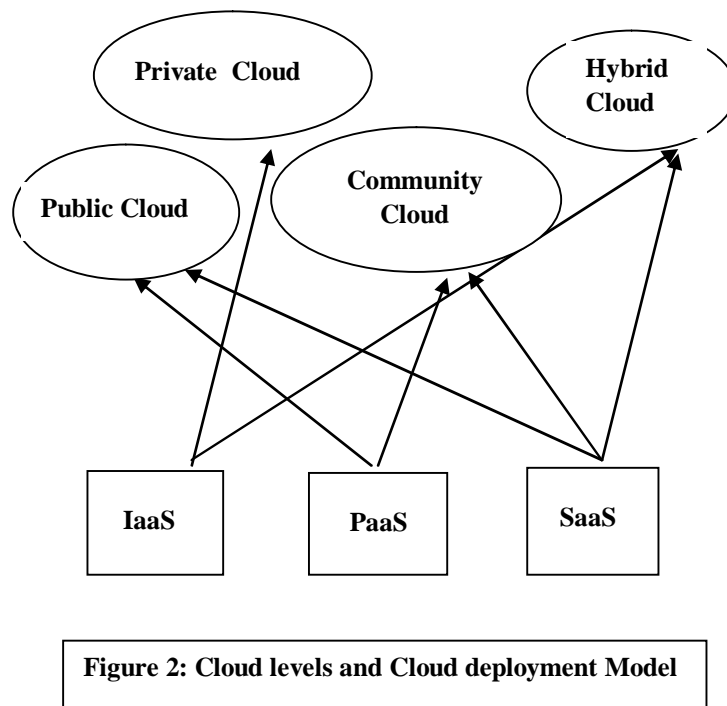 Private Cloud
Hybrid
Cloud
Public Cloud
Community
Cloud
IaaS
PaaS
SaaS
Figure 2: Cloud levels and Cloud deployment Model